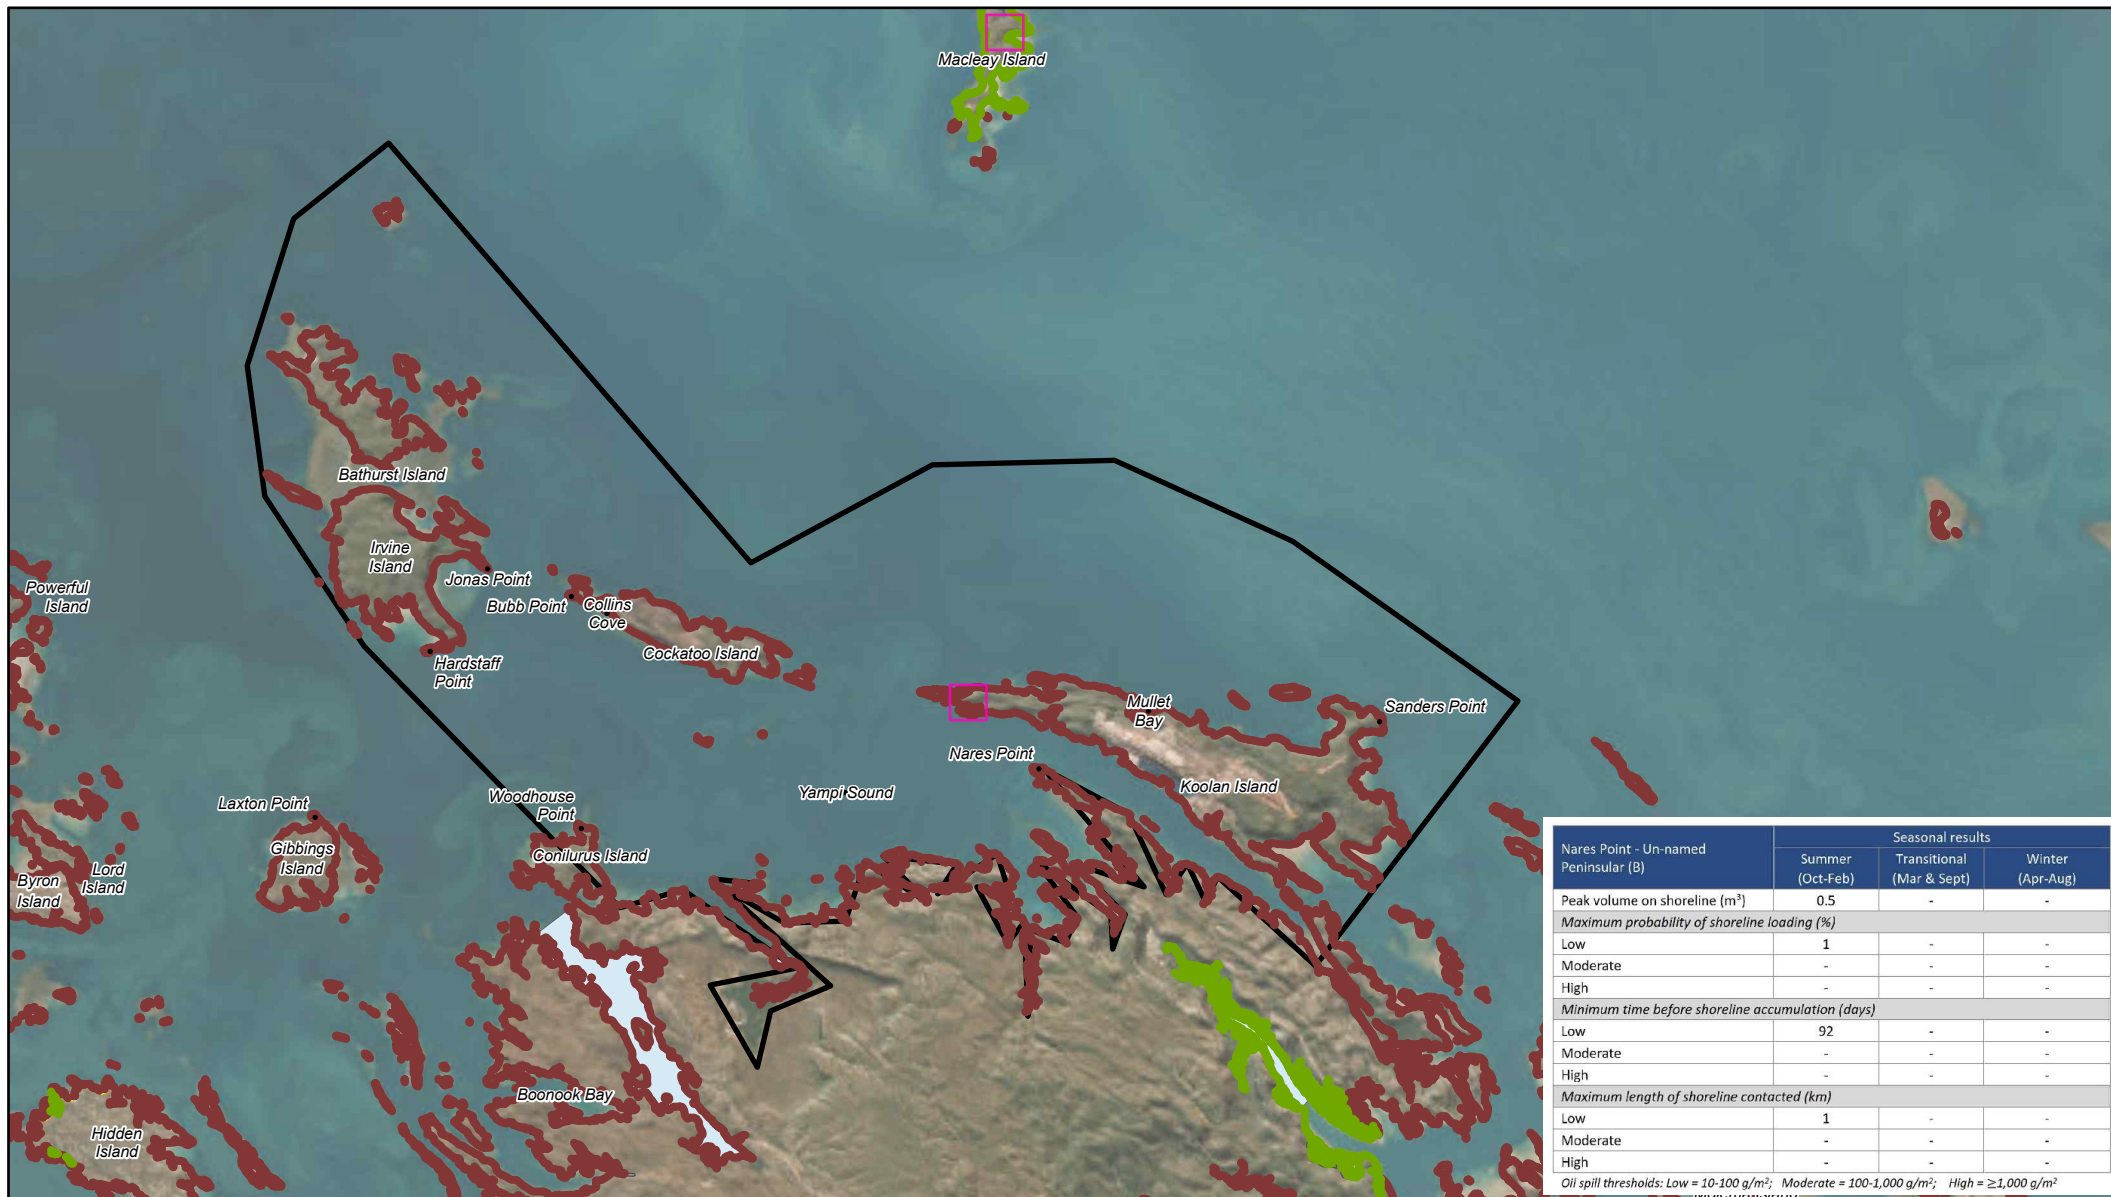 Macleay Island
Bathurst Island
Irvine
Island
Jonas Point
Bubb Point
Collins
Cove
Cockatoo Island
Hardstaff
Point
Powerful
Island
Mullet
Bay
Sanders Point
Nares Point
Koolan Island
Yampi Sound
Woodhouse
Point
Laxton Point
Conilurus Island
Gibbings
Island
Lord
Island
Byron
Island
Boonook Bay
Hidden
Island
Nares Point - Un-named
Peninsular (B)
Seasonal results
Summer
(Oct-Feb)
Transitional
(Mar & Sept)
Winter
(Apr-Aug)
Peak volume on shoreline (m³) 0.5 - -
Maximum probability of shoreline loading (%)
Low 1 - -
Moderate - - -
High - - -
Minimum time before shoreline accumulation (days)
Low 92 - -
Moderate - - -
High - - -
Maximum length of shoreline contacted (km)
Low 1 - -
Moderate - - -
High - - -
Oil spill thresholds: Low = 10-100 g/m²; Moderate = 100-1,000 g/m²; High = ≥1,000 g/m²